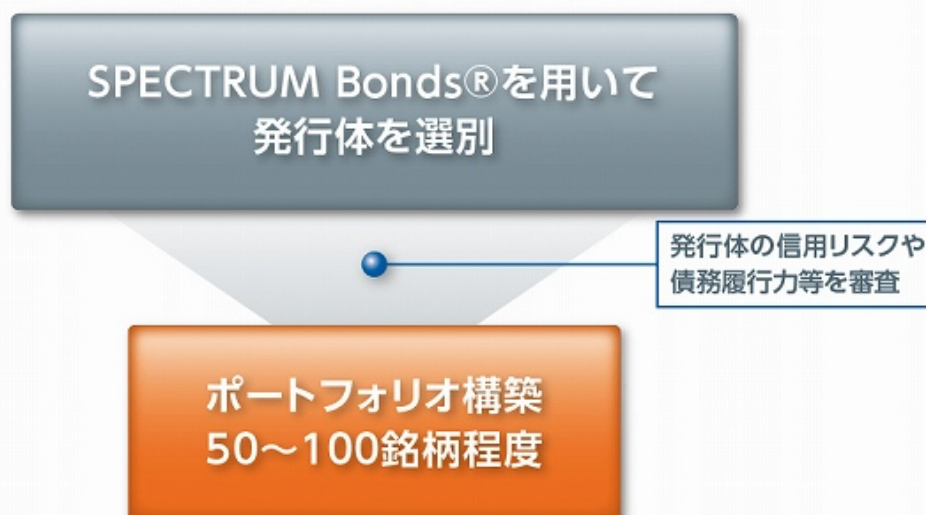 SPECTRUM Bonds®を用いて
発行体を選別
発行体の信用リスクや
債務履行力等を審査
ポートフォリオ構築
50～100銘柄程度